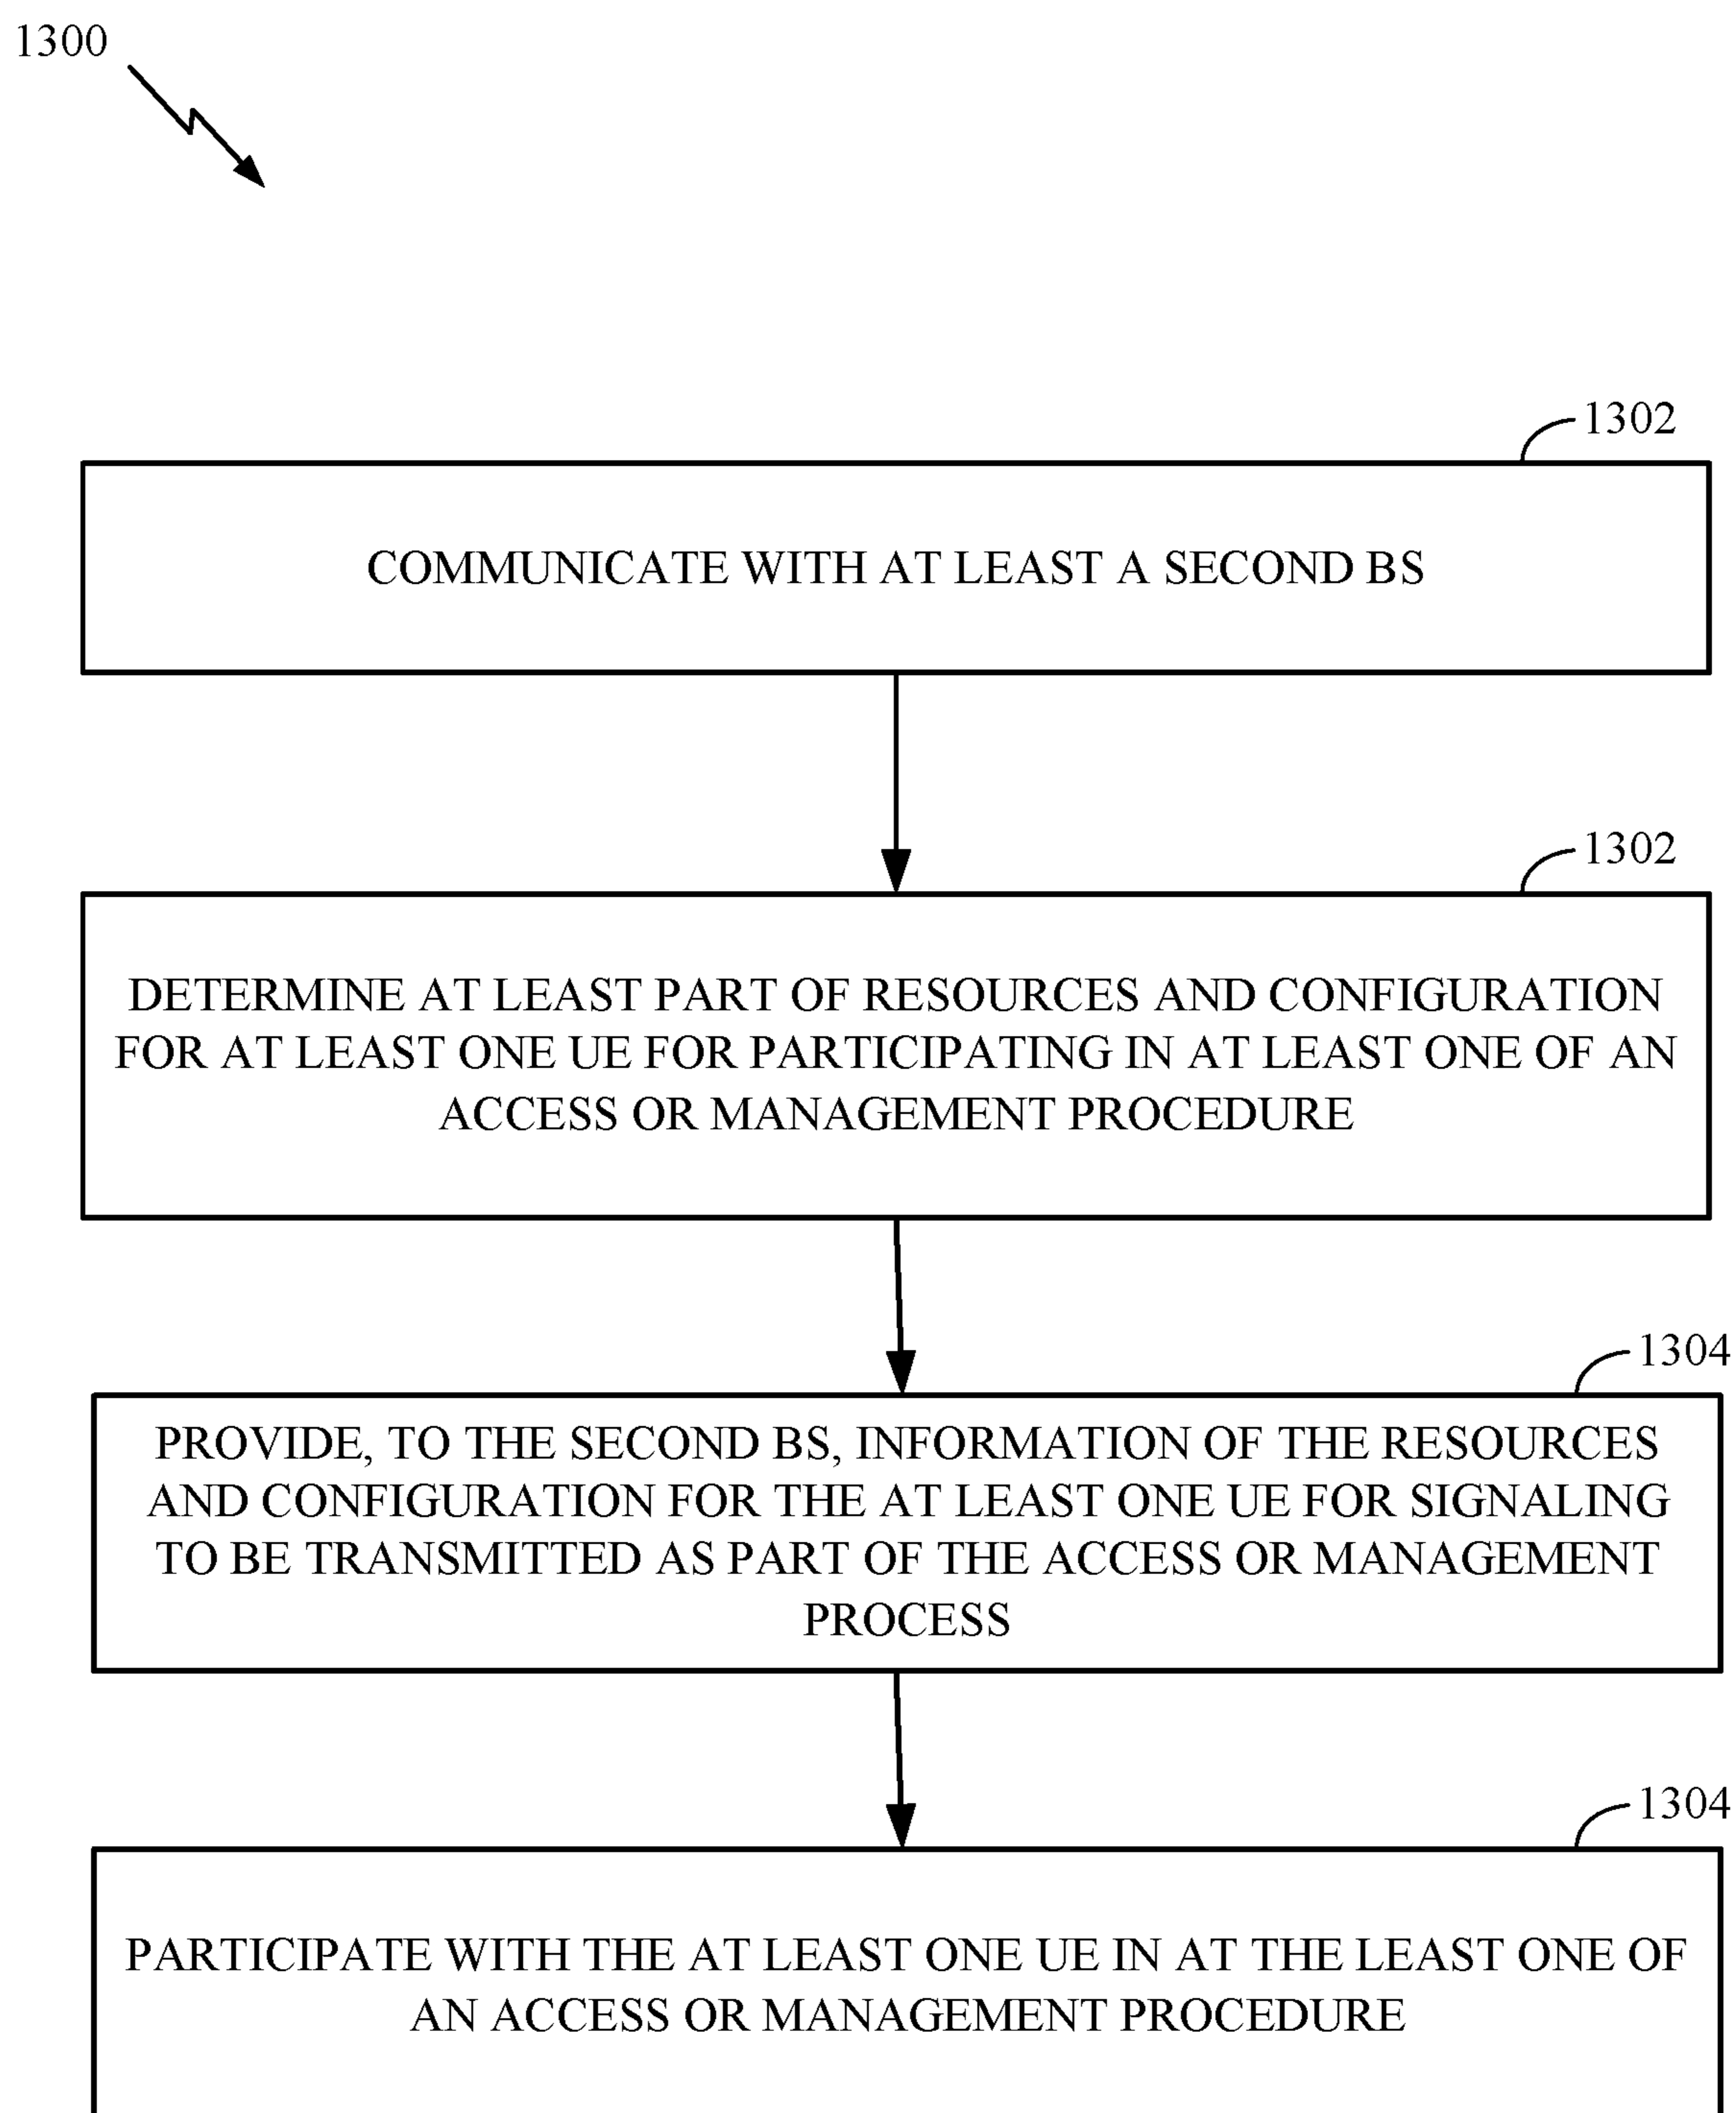 1300
1302
COMMUNICATE WITH AT LEAST A SECOND BS
1302
DETERMINE AT LEAST PART OF RESOURCES AND CONFIGURATION
FOR AT LEAST ONE UE FOR PARTICIPATING IN AT LEAST ONE OF AN
ACCESS OR MANAGEMENT PROCEDURE
1304
PROVIDE, TO THE SECOND BS, INFORMATION OF THE RESOURCES
AND CONFIGURATION FOR THE AT LEAST ONE UE FOR SIGNALING
TO BE TRANSMITTED AS PART OF THE ACCESS OR MANAGEMENT
PROCESS
1304
PARTICIPATE WITH THE AT LEAST ONE UE IN AT THE LEAST ONE OF
AN ACCESS OR MANAGEMENT PROCEDURE